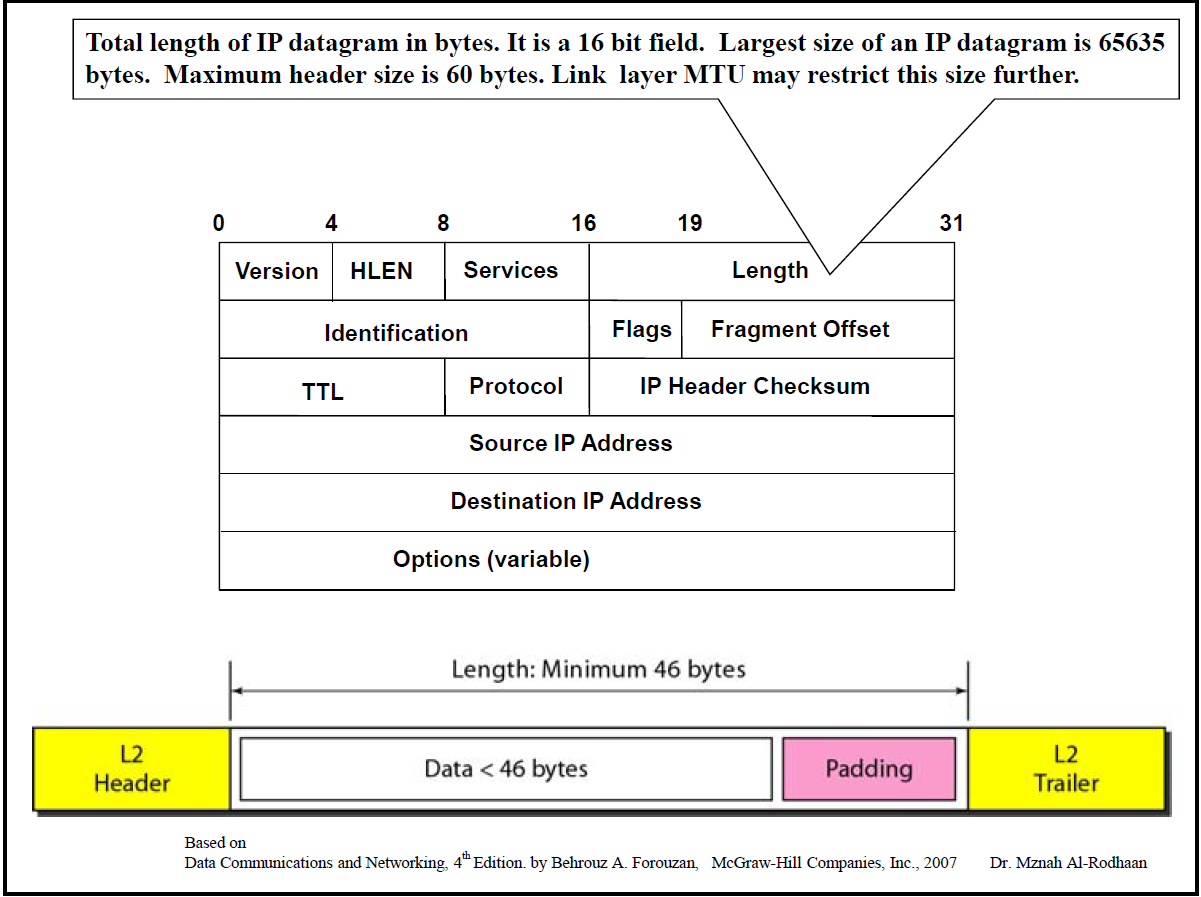 Total length of IP datagram in bytes. It is a 16 bit field. Largest size of an IP datagram is 65635
bytes. Maximum header size is 60 bytes. Link layer MTU may restrict this size further.
0 4 8 16 19 31
Version HLEN Services Length
Identification Flags Fragment Offset
TTL Protocol IP Header Checksum
Source IP Address
Destination IP Address
Options (variable)
Length: Minimum 46 bytes
L2
Header
Data < 46 bytes
Padding
L2
Trailer
Based on
Data Communications and Networking, 4th Edition. by Behrouz A. Forouzan, McGraw-Hill Companies, Inc., 2007 Dr. Mznah Al-Rodhaan